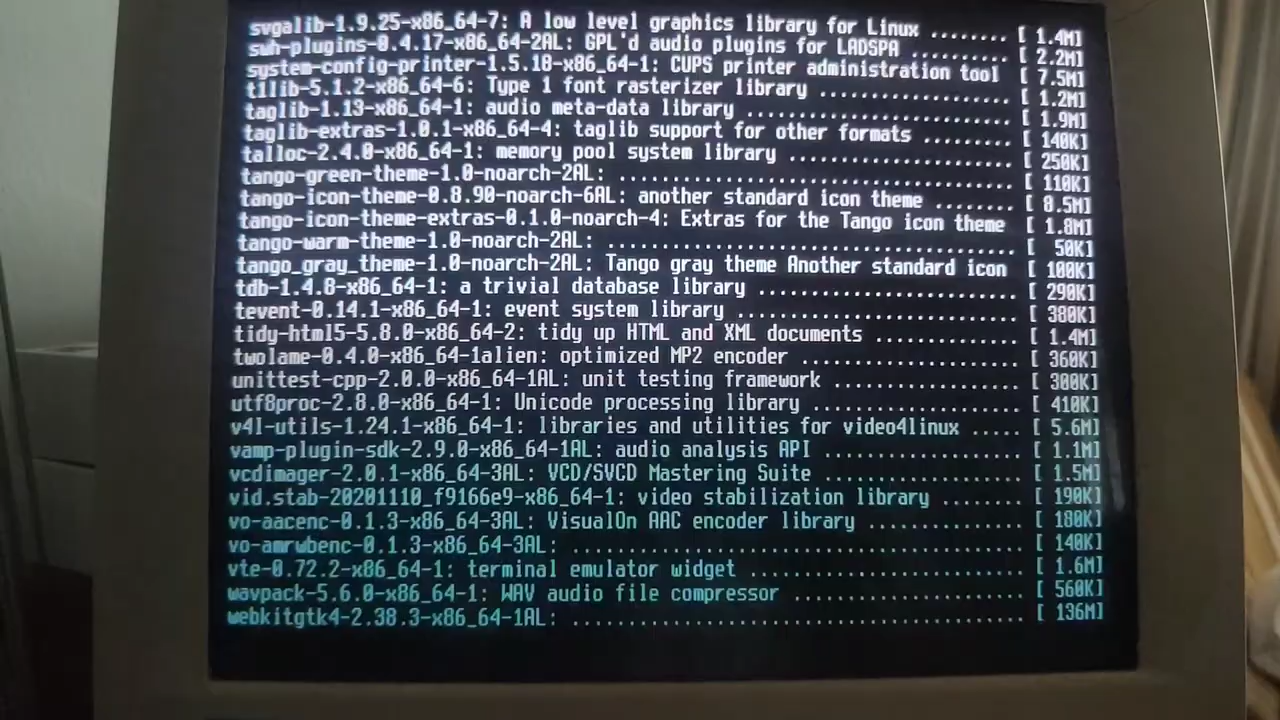 svgalib-1.9.25-x86_64-7: A low level graphics library for Linux ........ [ 1.4M]
swh-plugins-0.4.17-x86_64-2AL: GPL'd audio plugins for LADSPA .......... [ 2.2M]
system-config-printer-1.5.18-x86_64-1: CUPS printer administration tool [ 7.5M]
t1lib-5.1.2-x86_64-6: Type 1 font rasterizer library ................... [ 1.2M]
taglib-1.13-x86_64-1: audio meta-data library .......................... [ 1.9M]
taglib-extras-1.0.1-x86_64-4: taglib support for other formats ......... [ 140K]
talloc-2.4.0-x86_64-1: memory pool system library ...................... [ 250K]
tango-green-theme-1.0-noarch-2AL: ...................................... [ 110K]
tango-icon-theme-0.8.90-noarch-6AL: another standard icon theme ........ [ 8.5M]
tango-icon-theme-extras-0.1.0-noarch-4: Extras for the Tango icon theme [ 1.8M]
tango-warm-theme-1.0-noarch-2AL: ....................................... [ 50K]
tango_gray_theme-1.0-noarch-2AL: Tango gray theme Another standard icon [ 100K]
tdb-1.4.8-x86_64-1: a trivial database library ......................... [ 290K]
tevent-0.14.1-x86_64-1: event system library ........................... [ 380K]
tidy-html5-5.8.0-x86_64-2: tidy up HTML and XML documents .............. [ 1.4M]
twolame-0.4.0-x86_64-1alien: optimized MP2 encoder ..................... [ 360K]
unittest-cpp-2.0.0-x86_64-1AL: unit testing framework .................. [ 300K]
utf8proc-2.8.0-x86_64-1: Unicode processing library .................... [ 410K]
v4l-utils-1.24.1-x86_64-1: libraries and utilities for video4linux ..... [ 5.6M]
vamp-plugin-sdk-2.9.0-x86_64-1AL: audio analysis API ................... [ 1.1M]
vcdimager-2.0.1-x86_64-3AL: VCD/SVCD Mastering Suite ................... [ 1.5M]
vid.stab-20201110_f9166e9-x86_64-1: video stabilization library ........ [ 190K]
vo-aacenc-0.1.3-x86_64-3AL: VisualOn AAC encoder library ............... [ 180K]
vo-amrwbenc-0.1.3-x86_64-3AL: .......................................... [ 140K]
vte-0.72.2-x86_64-1: terminal emulator widget .......................... [ 1.6M]
wavpack-5.6.0-x86_64-1: WAV audio file compressor ...................... [ 560K]
webkitgtk4-2.38.3-x86_64-1AL: .......................................... [ 136M]